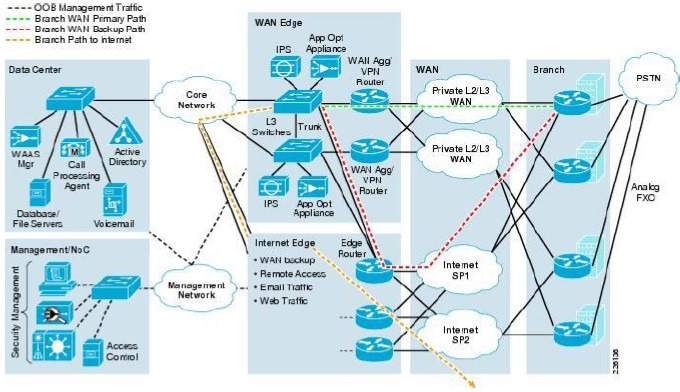 OOB Management Traffic
Branch WAN Primary Path
Branch WAN Backup Path
Branch Path to Internet
WAN Edge
IPS
App Opt
Appliance
WAN Agg/
VPN
Router
L3
Switches
Trunk
WAN Agg/
VPN
Router
IPS
App Opt
Appliance
Data Center
WAAS
Mgr
Call
Processing
Agent
M
Active
Directory
Database/
File Servers
Voicemail
Core
Network
WAN
Private L2/L3
WAN
Private L2/L3
WAN
Internet
SP1
Internet
SP2
Branch
PSTN
Analog
FXO
Management/NoC
Security Management
Access
Control
Management
Network
Internet Edge
• WAN backup
• Remote Access
• Email Traffic
• Web Traffic
Edge
Router